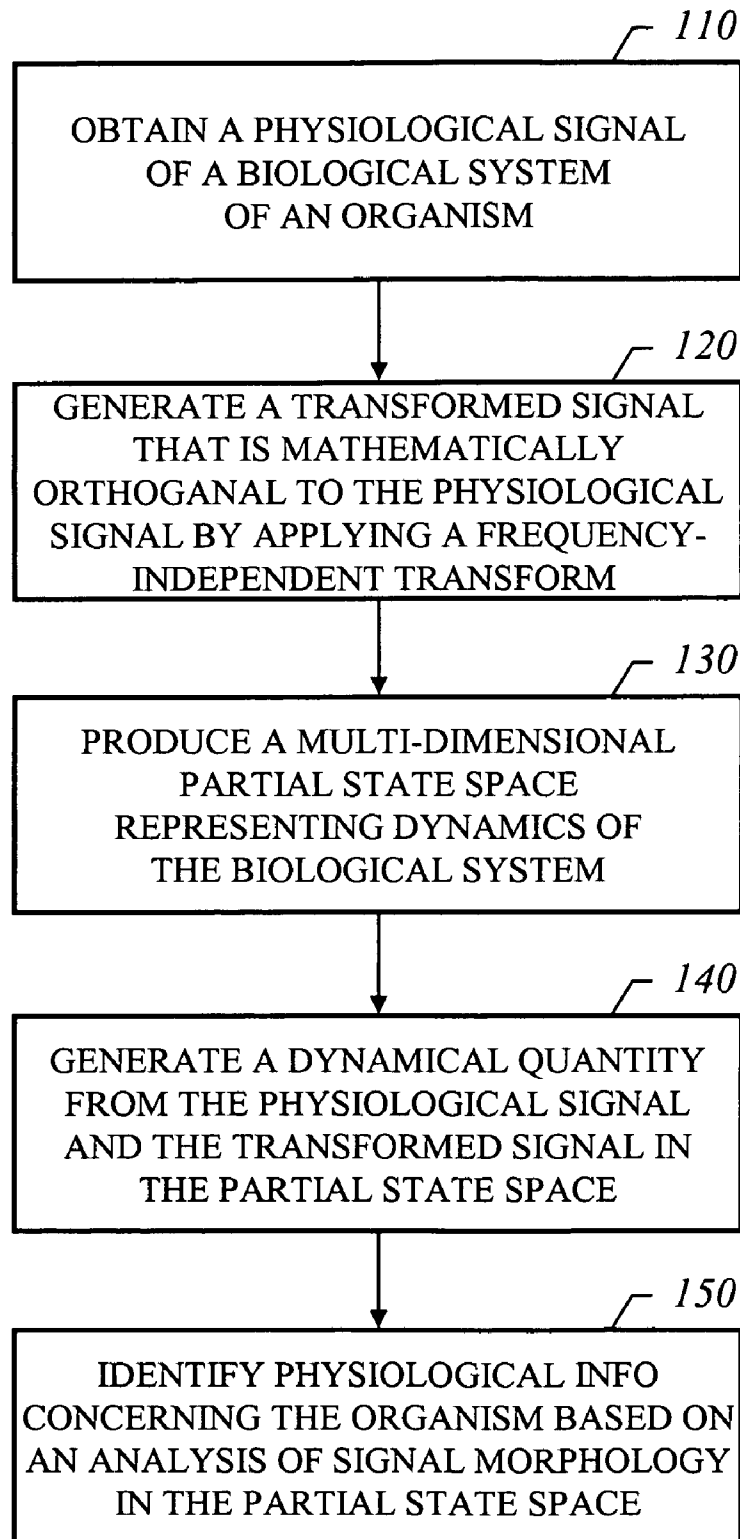 110
OBTAIN A PHYSIOLOGICAL SIGNAL
OF A BIOLOGICAL SYSTEM
OF AN ORGANISM
120
GENERATE A TRANSFORMED SIGNAL
THAT IS MATHEMATICALLY
ORTHOGANAL TO THE PHYSIOLOGICAL
SIGNAL BY APPLYING A FREQUENCY-
INDEPENDENT TRANSFORM
130
PRODUCE A MULTI-DIMENSIONAL
PARTIAL STATE SPACE
REPRESENTING DYNAMICS OF
THE BIOLOGICAL SYSTEM
140
GENERATE A DYNAMICAL QUANTITY
FROM THE PHYSIOLOGICAL SIGNAL
AND THE TRANSFORMED SIGNAL IN
THE PARTIAL STATE SPACE
150
IDENTIFY PHYSIOLOGICAL INFO
CONCERNING THE ORGANISM BASED ON
AN ANALYSIS OF SIGNAL MORPHOLOGY
IN THE PARTIAL STATE SPACE